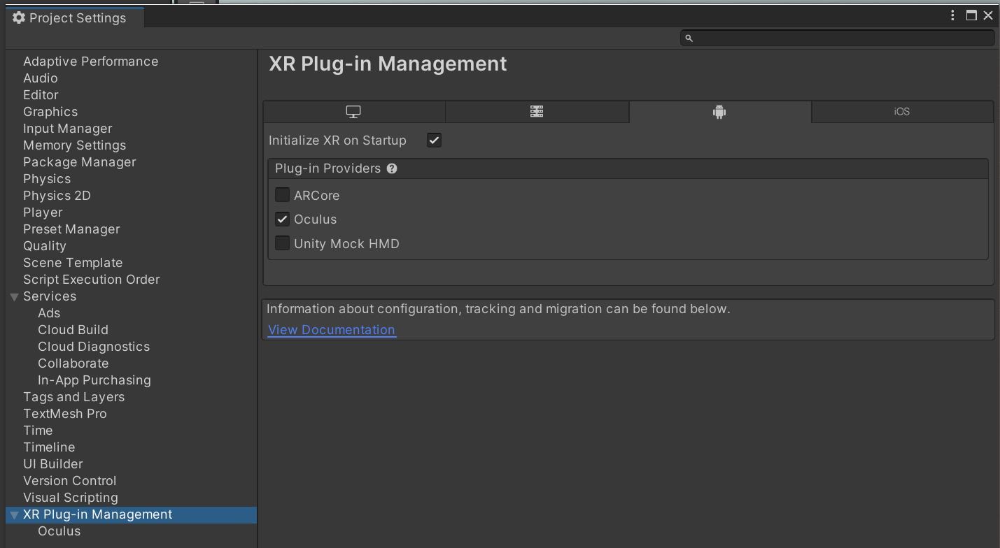 Project Settings
Adaptive Performance
Audio
Editor
Graphics
Input Manager
Memory Settings
Package Manager
Physics
Physics 2D
Player
Preset Manager
Quality
Scene Template
Script Execution Order
Services
Ads
Cloud Build
Cloud Diagnostics
Collaborate
In-App Purchasing
Tags and Layers
TextMesh Pro
Time
Timeline
UI Builder
Version Control
Visual Scripting
XR Plug-in Management
Oculus
XR Plug-in Management
iOS
Initialize XR on Startup
Plug-in Providers
ARCore
Oculus
Unity Mock HMD
Information about configuration, tracking and migration can be found below.
View Documentation